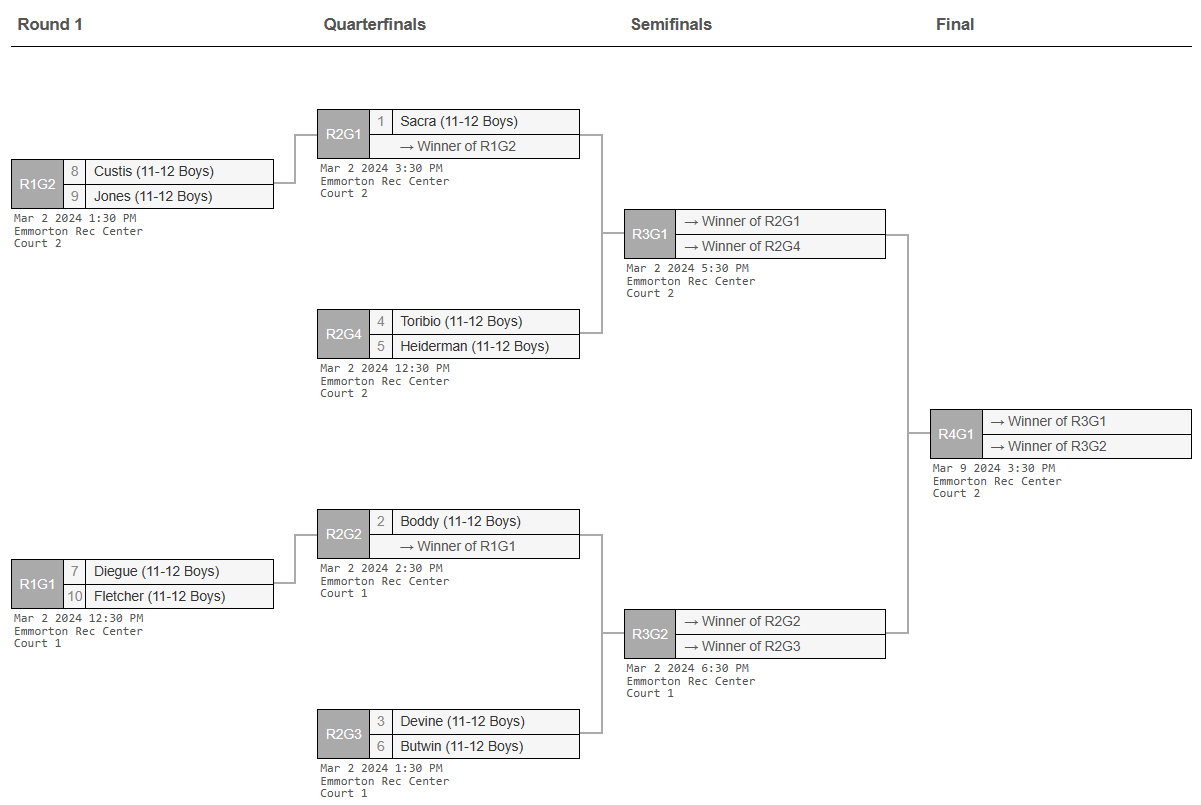 Round 1
Quarterfinals
Semifinals
Final
R1G2
8 Custis (11-12 Boys)
9 Jones (11-12 Boys)
Mar 2 2024 1:30 PM
Emmorton Rec Center
Court 2
R1G1
7 Diegue (11-12 Boys)
10 Fletcher (11-12 Boys)
Mar 2 2024 12:30 PM
Emmorton Rec Center
Court 1
R2G1
1 Sacra (11-12 Boys)
→ Winner of R1G2
Mar 2 2024 3:30 PM
Emmorton Rec Center
Court 2
R2G4
4 Toribio (11-12 Boys)
5 Heiderman (11-12 Boys)
Mar 2 2024 12:30 PM
Emmorton Rec Center
Court 2
R2G2
2 Boddy (11-12 Boys)
→ Winner of R1G1
Mar 2 2024 2:30 PM
Emmorton Rec Center
Court 1
R2G3
3 Devine (11-12 Boys)
6 Butwin (11-12 Boys)
Mar 2 2024 1:30 PM
Emmorton Rec Center
Court 1
R3G1
→ Winner of R2G1
→ Winner of R2G4
Mar 2 2024 5:30 PM
Emmorton Rec Center
Court 2
R3G2
→ Winner of R2G2
→ Winner of R2G3
Mar 2 2024 6:30 PM
Emmorton Rec Center
Court 1
R4G1
→ Winner of R3G1
→ Winner of R3G2
Mar 9 2024 3:30 PM
Emmorton Rec Center
Court 2